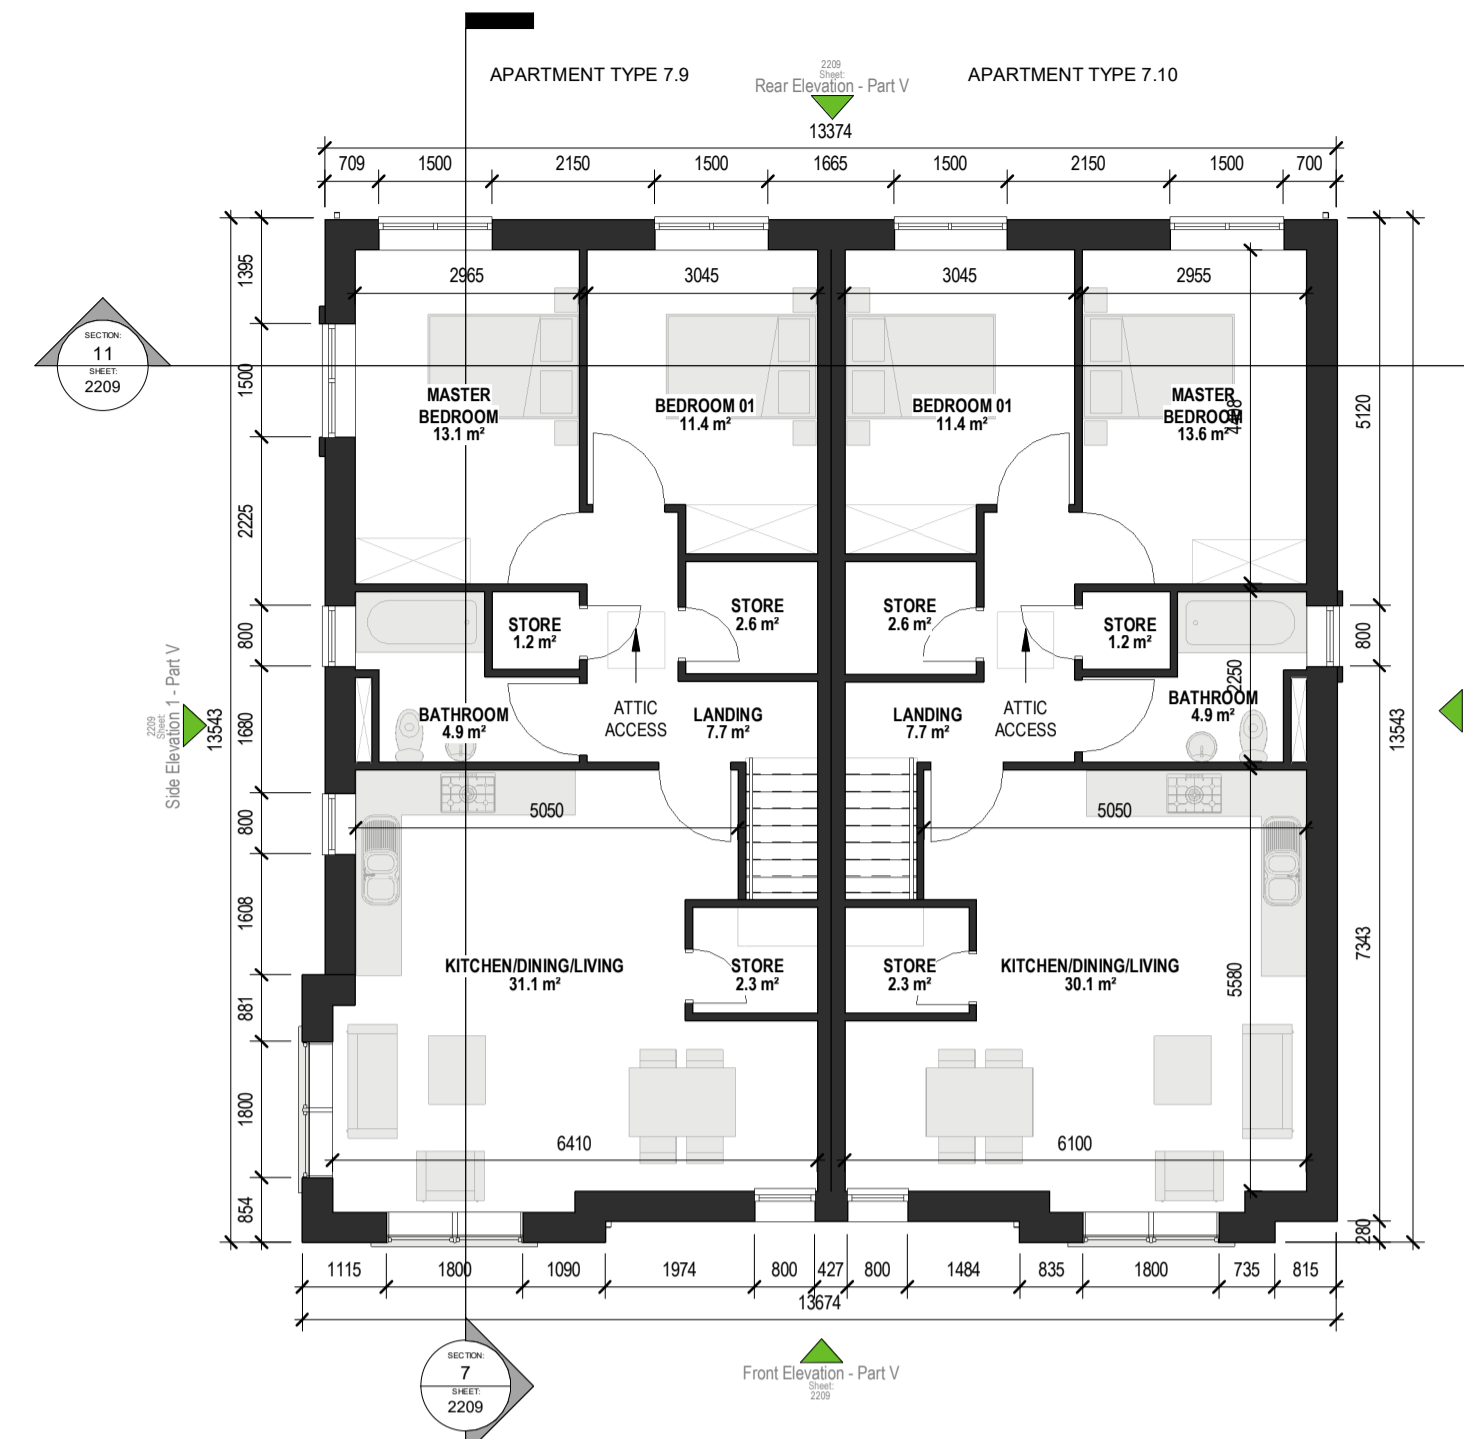 APARTMENT TYPE 7.9
APARTMENT TYPE 7.10
2209
Sheet:
Rear Elevation - Part V
13374
709 1500 2150 1500 1665 1500 2150 1500 700
2965 3045 3045 2955
1395
1500
2225
800
1680
800
1608
881
1800
854
13543
SECTION:
11
SHEET:
2209
MASTER
BEDROOM
13.1 m²
BEDROOM 01
11.4 m²
BEDROOM 01
11.4 m²
MASTER
BEDROOM
13.6 m²
4498
5120
800
7343
280
13543
STORE
1.2 m²
STORE
2.6 m²
STORE
2.6 m²
STORE
1.2 m²
2209
Sheet:
Side Elevation 1 - Part V
BATHROOM
4.9 m²
ATTIC
ACCESS
LANDING
7.7 m²
LANDING
7.7 m²
ATTIC
ACCESS
BATHROOM
4.9 m²
2250
5050 5050
KITCHEN/DINING/LIVING
31.1 m²
STORE
2.3 m²
STORE
2.3 m²
KITCHEN/DINING/LIVING
30.1 m²
5580
6410 6100
1115 1800 1090 1974 800 427 800 1484 835 1800 735 815
13674
SECTION:
7
SHEET:
2209
Front Elevation - Part V
Sheet:
2209